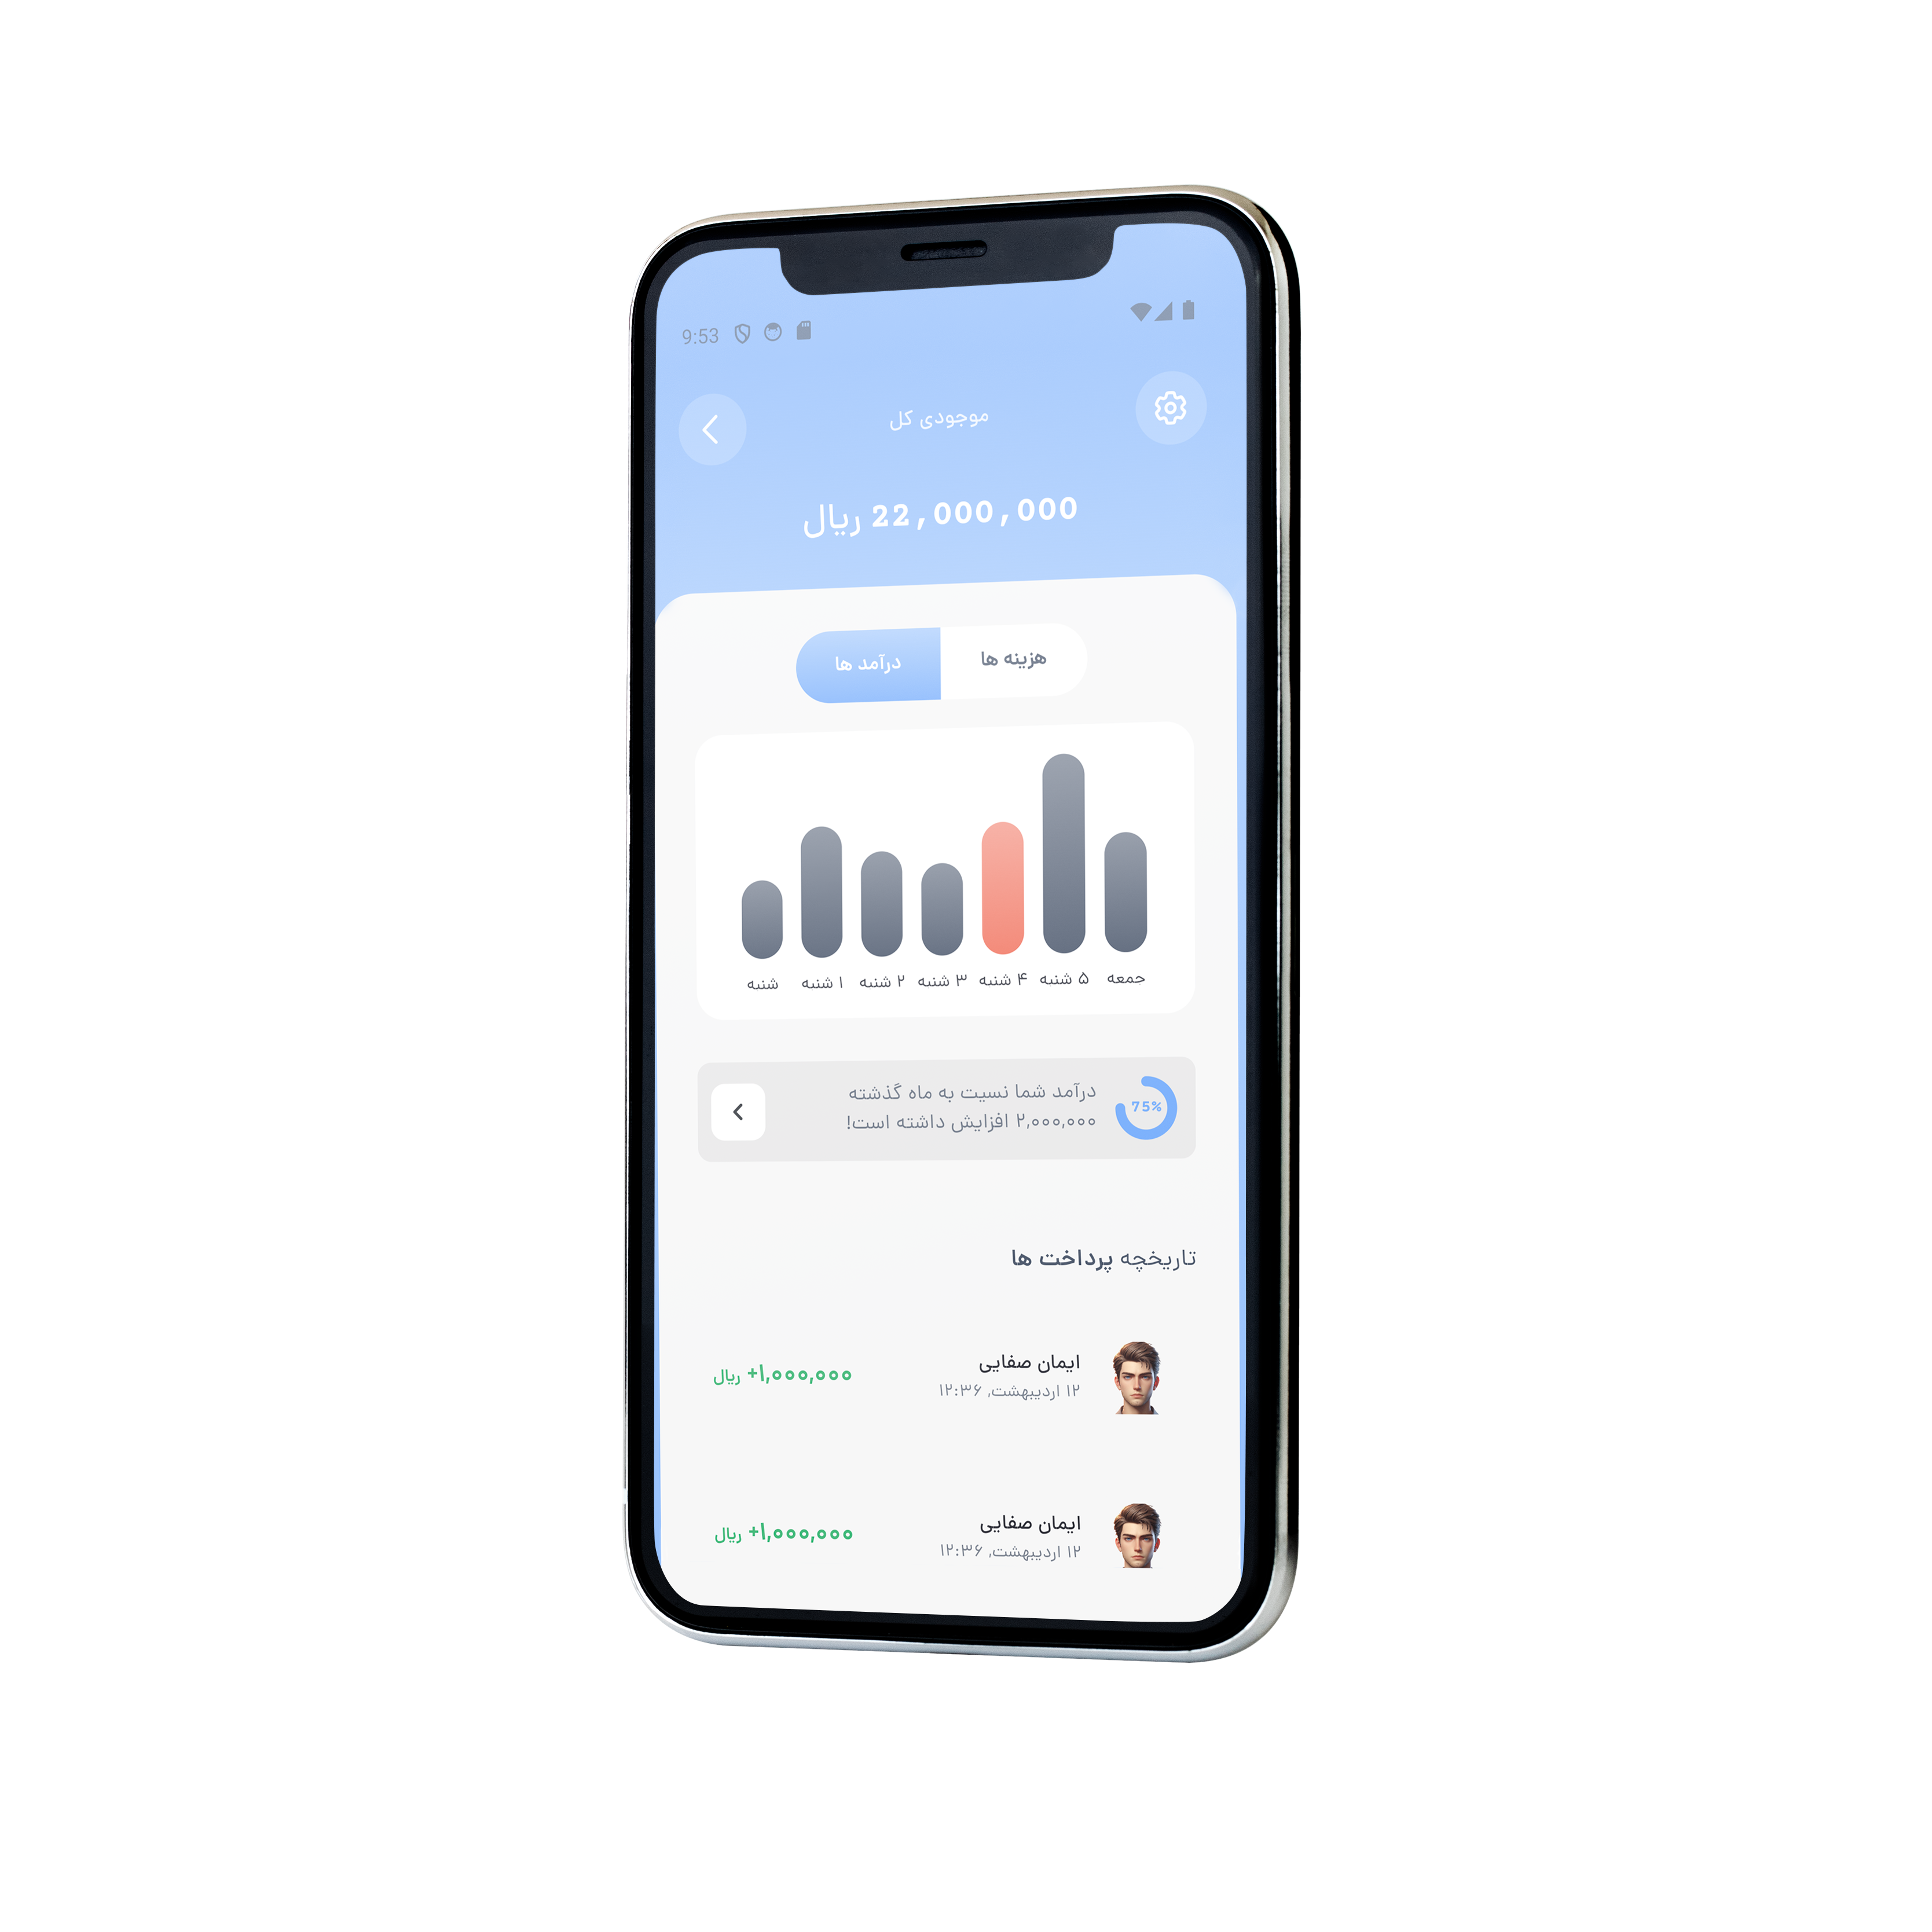 9:53
موجودی کل
22,000,000 ریال
هزینه ها
درآمد ها
جمعه
۵ شنبه
۴ شنبه
۳ شنبه
۲ شنبه
۱ شنبه
شنبه
75%
درآمد شما نسبت به ماه گذشته
۲,۰۰۰,۰۰۰ افزایش داشته است!
تاریخچه پرداخت ها
ایمان صفایی
۱۲ اردیبهشت, ۱۲:۳۶
+۱,۰۰۰,۰۰۰ ریال
ایمان صفایی
۱۲ اردیبهشت, ۱۲:۳۶
+۱,۰۰۰,۰۰۰ ریال